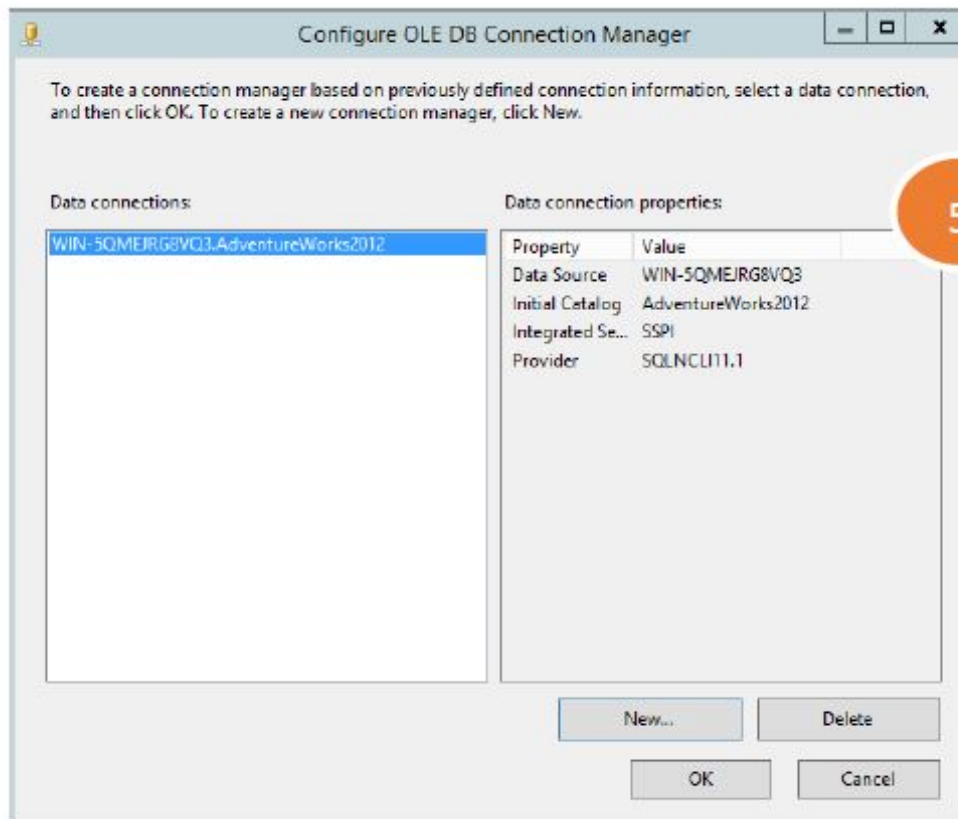 Configure OLE DB Connection Manager
To create a connection manager based on previously defined connection information, select a data connection,
and then click OK. To create a new connection manager, click New.
Data connections:
WIN-5QMEJRG8VQ3.AdventureWorks2012
Data connection properties:
5
Property Value
Data Source WIN-5QMEJRG8VQ3
Initial Catalog AdventureWorks2012
Integrated Se... SSPI
Provider SQLNCLI11.1
New...
Delete
OK
Cancel